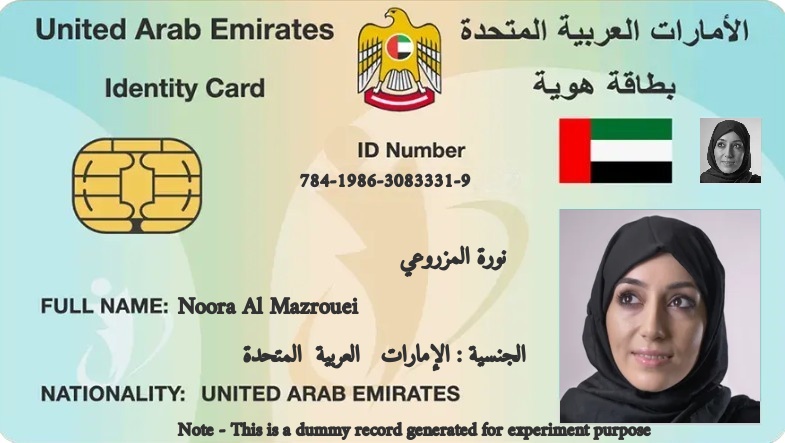 United Arab Emirates
الأمارات العربية المتحدة
Identity Card
بطاقة هوية
ID Number
784-1986-3083331-9
نورة المزروعي
FULL NAME: Noora Al Mazrouei
الجنسية : الإمارات العربية المتحدة
NATIONALITY: UNITED ARAB EMIRATES
Note - This is a dummy record generated for experiment purpose